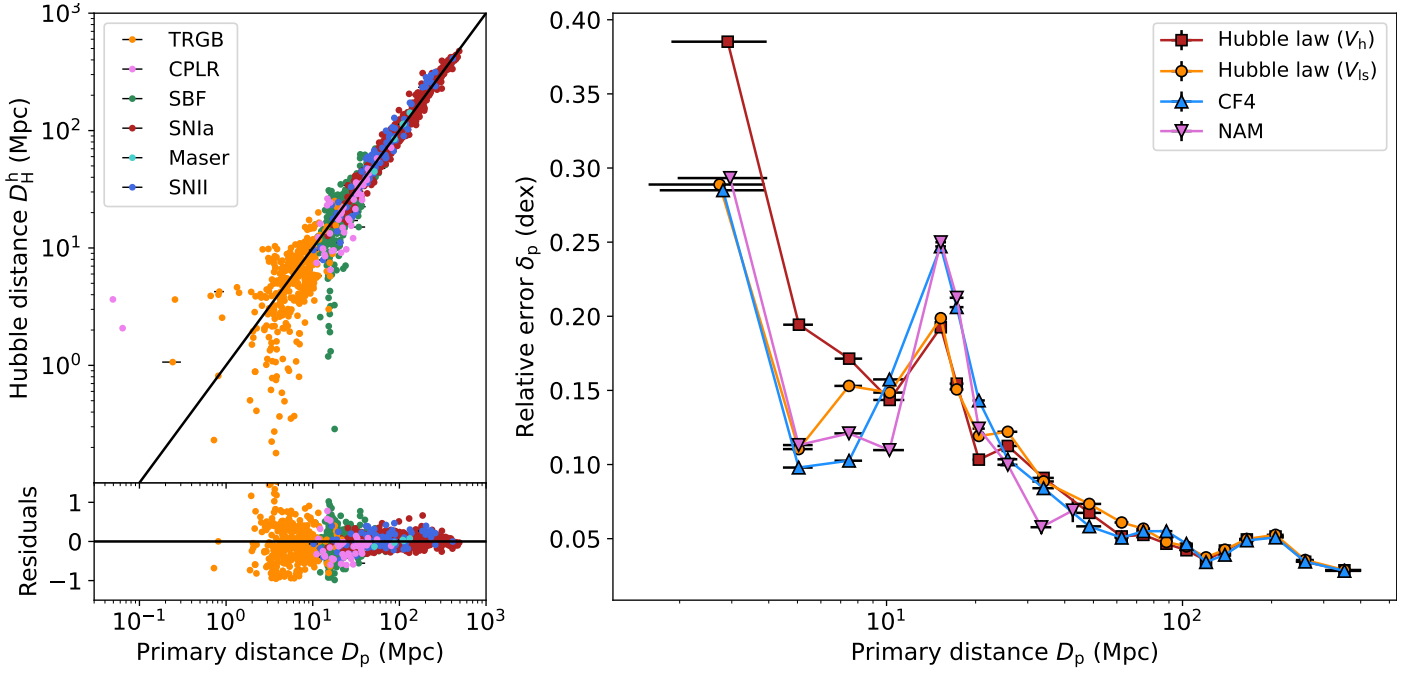 10³
10²
10¹
10⁰
Hubble distance D_H^h (Mpc)
TRGB
CPLR
SBF
SNIa
Maser
SNII
1
0
−1
Residuals
10⁻¹ 10⁰ 10¹ 10² 10³
Primary distance D_p (Mpc)
0.40
0.35
0.30
0.25
0.20
0.15
0.10
0.05
Relative error δ_p (dex)
Hubble law (V_h)
Hubble law (V_ls)
CF4
NAM
10¹ 10²
Primary distance D_p (Mpc)